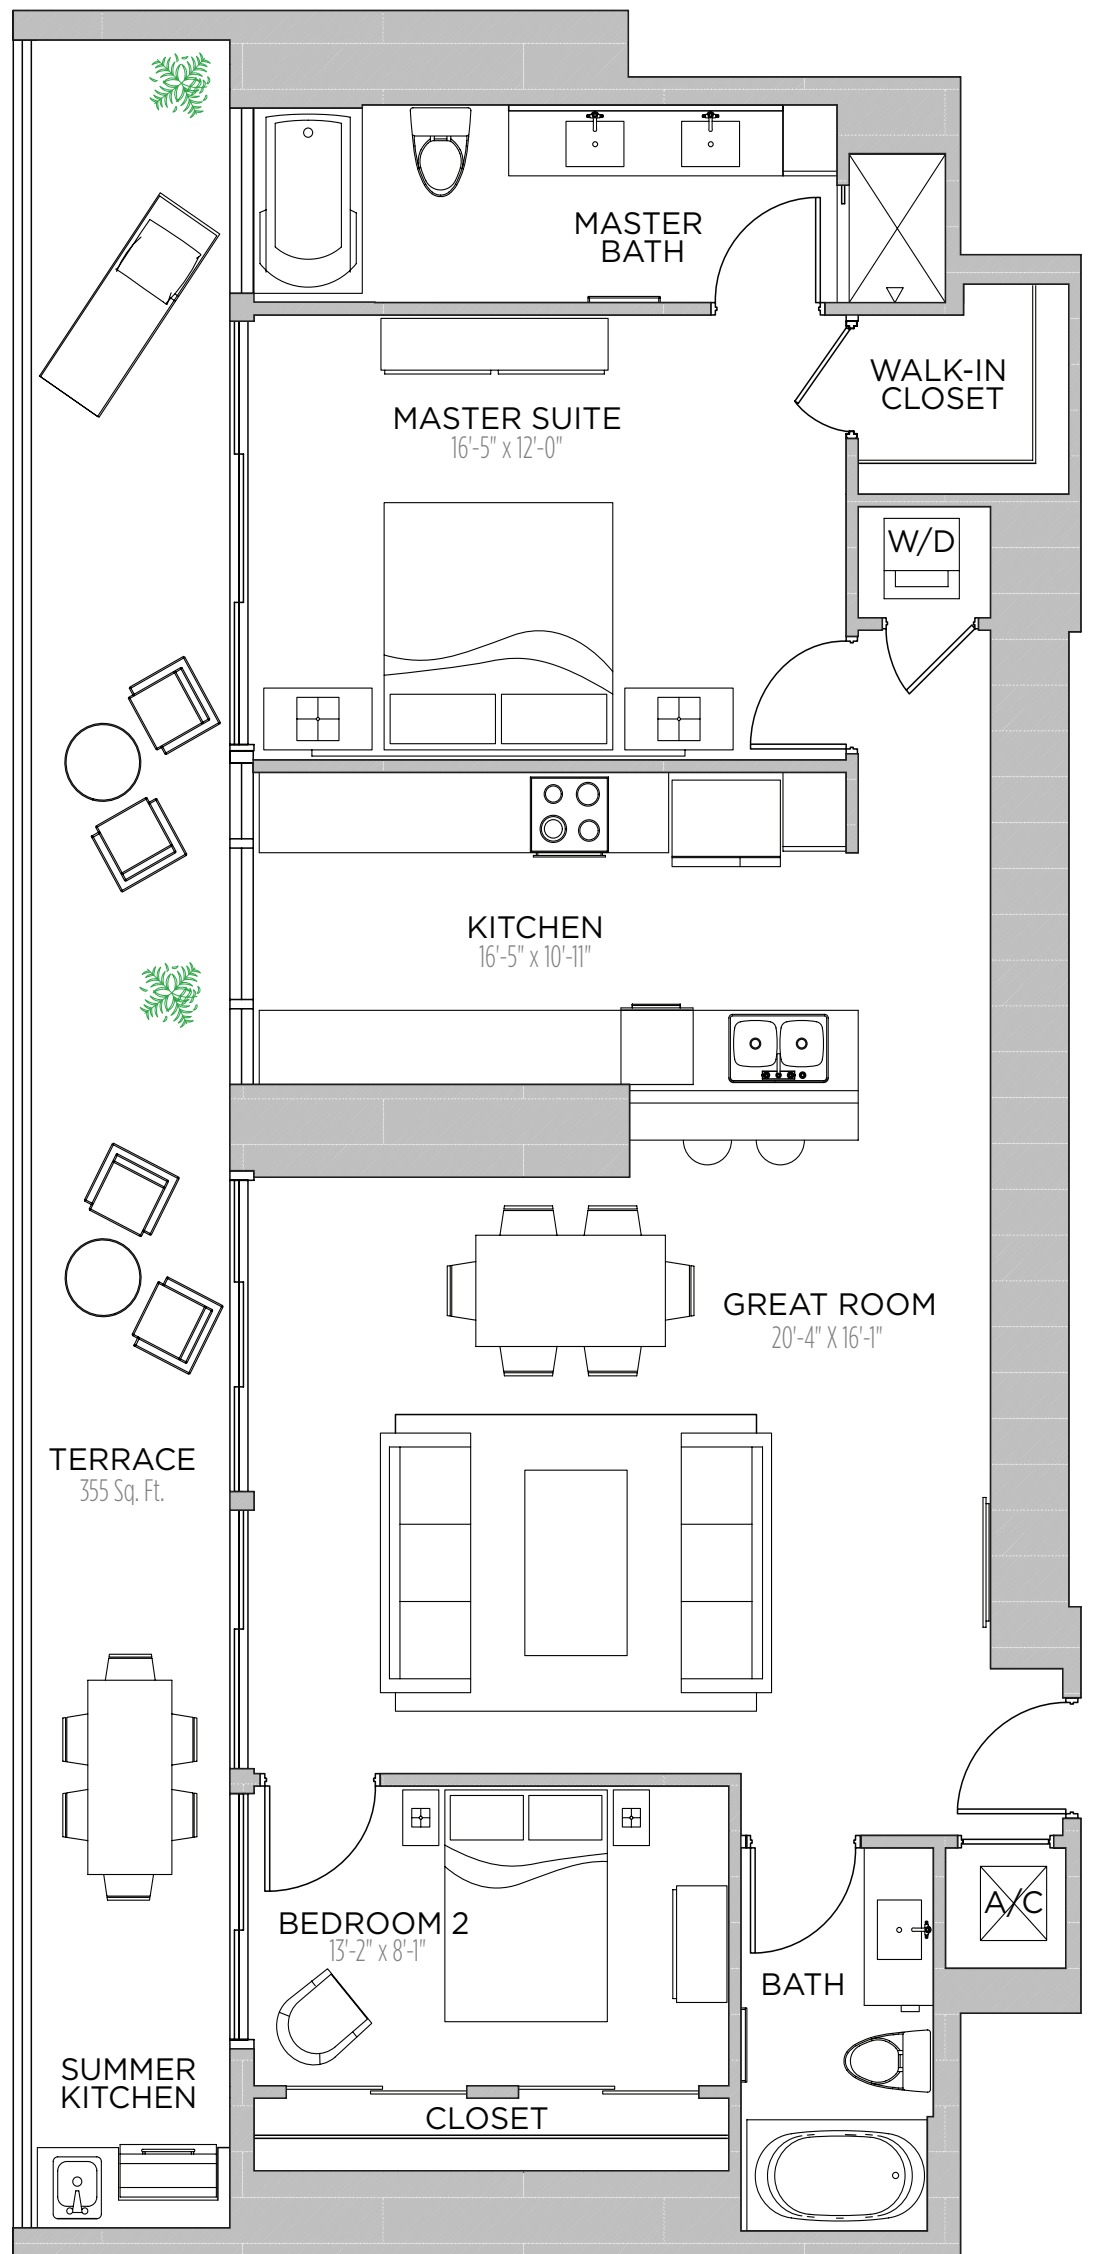 MASTER
BATH
WALK-IN
CLOSET
MASTER SUITE
16'-5" x 12'-0"
W/D
KITCHEN
16'-5" x 10'-11"
GREAT ROOM
20'-4" X 16'-1"
TERRACE
355 Sq. Ft.
A/C
BEDROOM 2
13'-2" x 8'-1"
BATH
SUMMER
KITCHEN
CLOSET